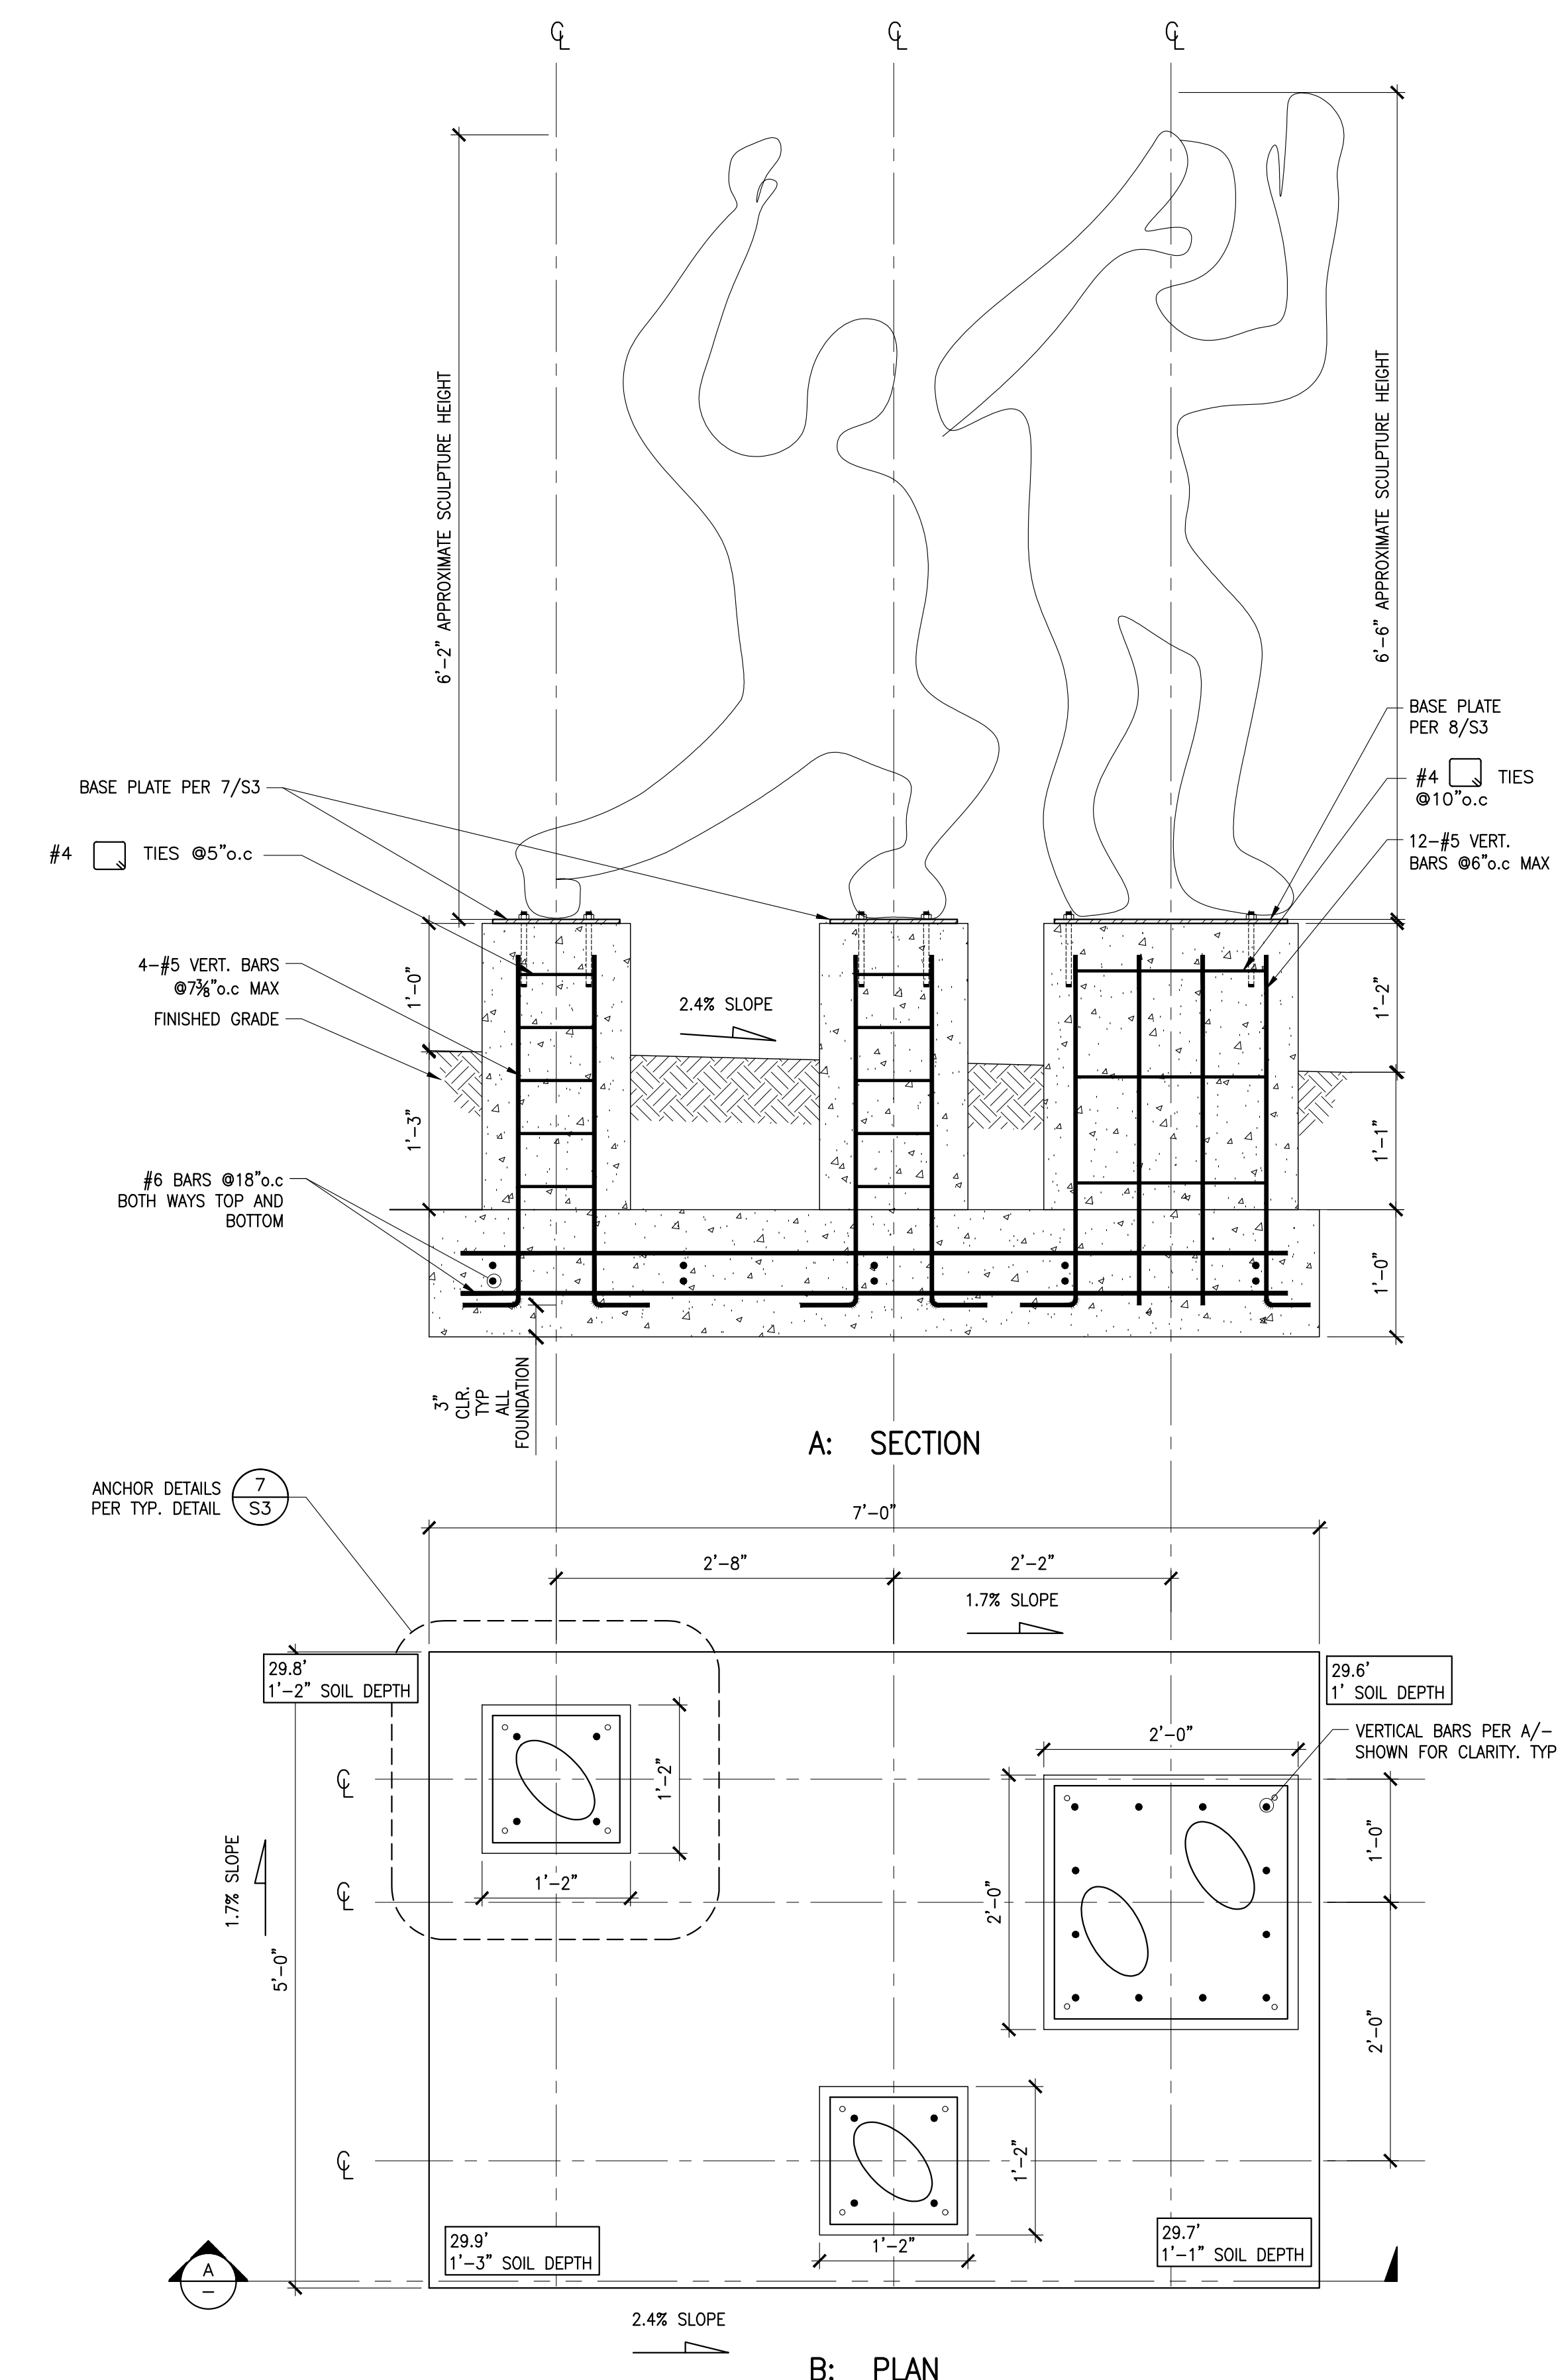 ℄ ℄ ℄
6'-2" APPROXIMATE SCULPTURE HEIGHT
6'-6" APPROXIMATE SCULPTURE HEIGHT
BASE PLATE
PER 8/S3
#4 TIES
@10"o.c
12-#5 VERT.
BARS @6"o.c MAX
BASE PLATE PER 7/S3
#4 TIES @5"o.c
4-#5 VERT. BARS
@7⅜"o.c MAX
FINISHED GRADE
1'-0"
2.4% SLOPE
1'-2"
1'-3"
1'-1"
#6 BARS @18"o.c
BOTH WAYS TOP AND
BOTTOM
1'-0"
3"
CLR.
TYP
ALL
FOUNDATION
A: SECTION
ANCHOR DETAILS
PER TYP. DETAIL
7
S3
7'-0"
2'-8"
2'-2"
1.7% SLOPE
29.8'
1'-2" SOIL DEPTH
29.6'
1' SOIL DEPTH
VERTICAL BARS PER A/-
SHOWN FOR CLARITY. TYP
2'-0"
1'-2"
℄
1'-0"
1'-2"
1.7% SLOPE
℄
2'-0"
5'-0"
2'-0"
℄
1'-2"
1'-2"
29.9'
1'-3" SOIL DEPTH
29.7'
1'-1" SOIL DEPTH
A
-
2.4% SLOPE
B: PLAN